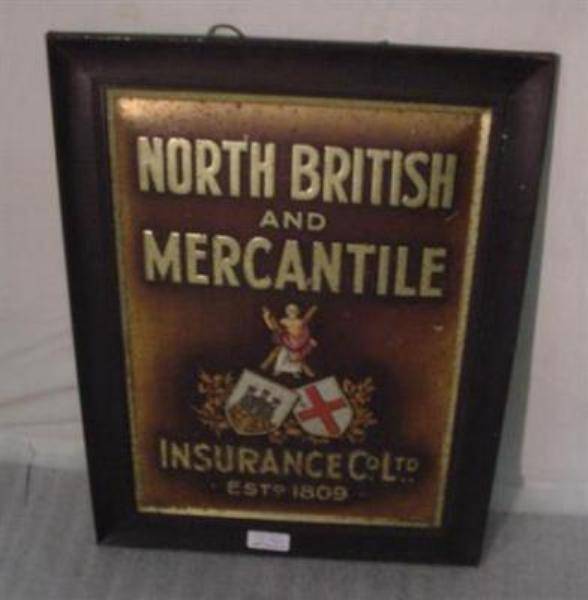 NORTH BRITISH
AND
MERCANTILE
INSURANCE CO. LTD
ESTD 1809